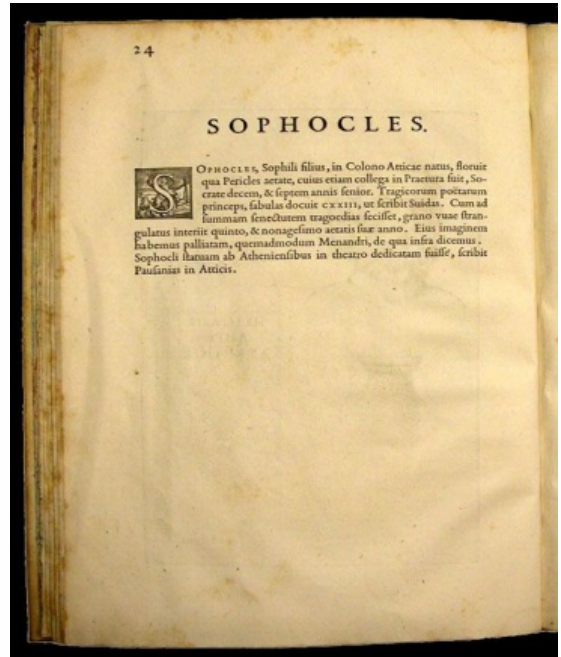 24
SOPHOCLES.
SOPHOCLES, Sophili filius, in Colono Atticae natus, floruit
qua Pericles aetate, cuius etiam collega in Praetura fuit, So-
crate decem, & septem annis senior. Tragicorum poëtarum
princeps, fabulas docuit CXXIII, ut scribit Suidas. Cum ad
summam senectutem tragoedias fecisset, grano vuae stran-
gulatus interiit quinto, & nonagesimo aetatis suæ anno. Eius imaginem
habemus palliatam, quemadmodum Menandri, de qua infra dicemus.
Sophocli statuam ab Atheniensibus in theatro dedicatam fuisse, scribit
Pausanias in Atticis.